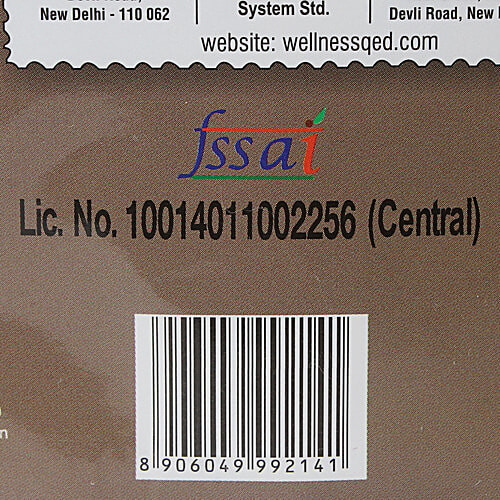 New Delhi - 110 062
System Std.
Devli Road, New
website: wellnessqed.com
fssai
Lic. No. 10014011002256 (Central)
8 906049 992141